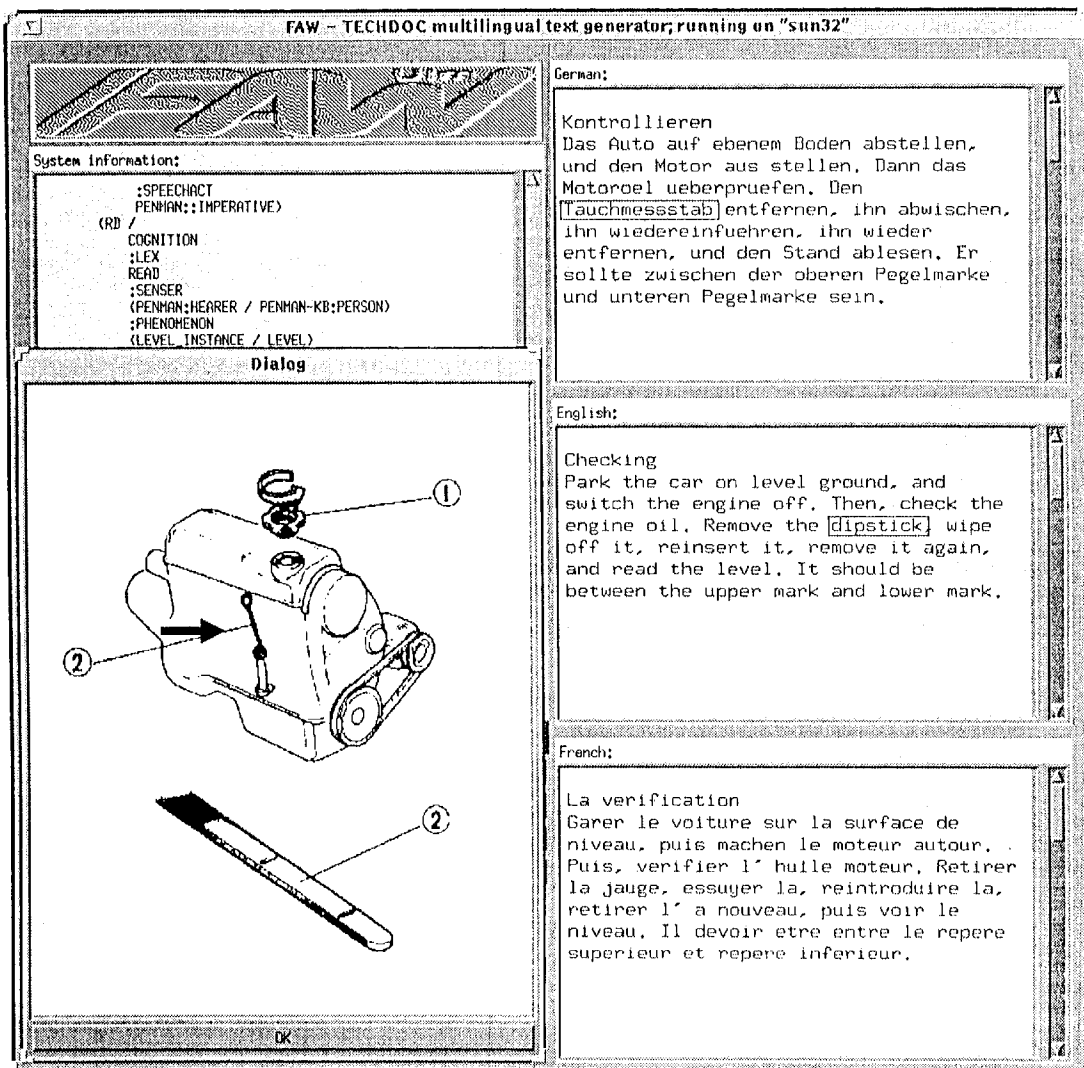 FAW - TECHDOC multilingual text generator; running on "sun32"
FAW
System information:
:SPEECHACT
PENMAN::IMPERATIVE)
(RD /
COGNITION
:LEX
READ
:SENSER
(PENMAN:HEARER / PENMAN-KB:PERSON)
:PHENOMENON
(LEVEL_INSTANCE / LEVEL)
Dialog
1
2
2
OK
German:
Kontrollieren
Das Auto auf ebenem Boden abstellen,
und den Motor aus stellen. Dann das
Motoroel ueberpruefen. Den
Tauchmessstab entfernen, ihn abwischen,
ihn wiedereinfuehren, ihn wieder
entfernen, und den Stand ablesen. Er
sollte zwischen der oberen Pegelmarke
und unteren Pegelmarke sein.
English:
Checking
Park the car on level ground, and
switch the engine off. Then, check the
engine oil. Remove the dipstick, wipe
off it, reinsert it, remove it again,
and read the level. It should be
between the upper mark and lower mark.
French:
La verification
Garer le voiture sur la surface de
niveau, puis machen le moteur autour.
Puis, verifier l' huile moteur. Retirer
la jauge, essuyer la, reintroduire la,
retirer l' a nouveau, puis voir le
niveau. Il devoir etre entre le repere
superieur et repere inferieur.